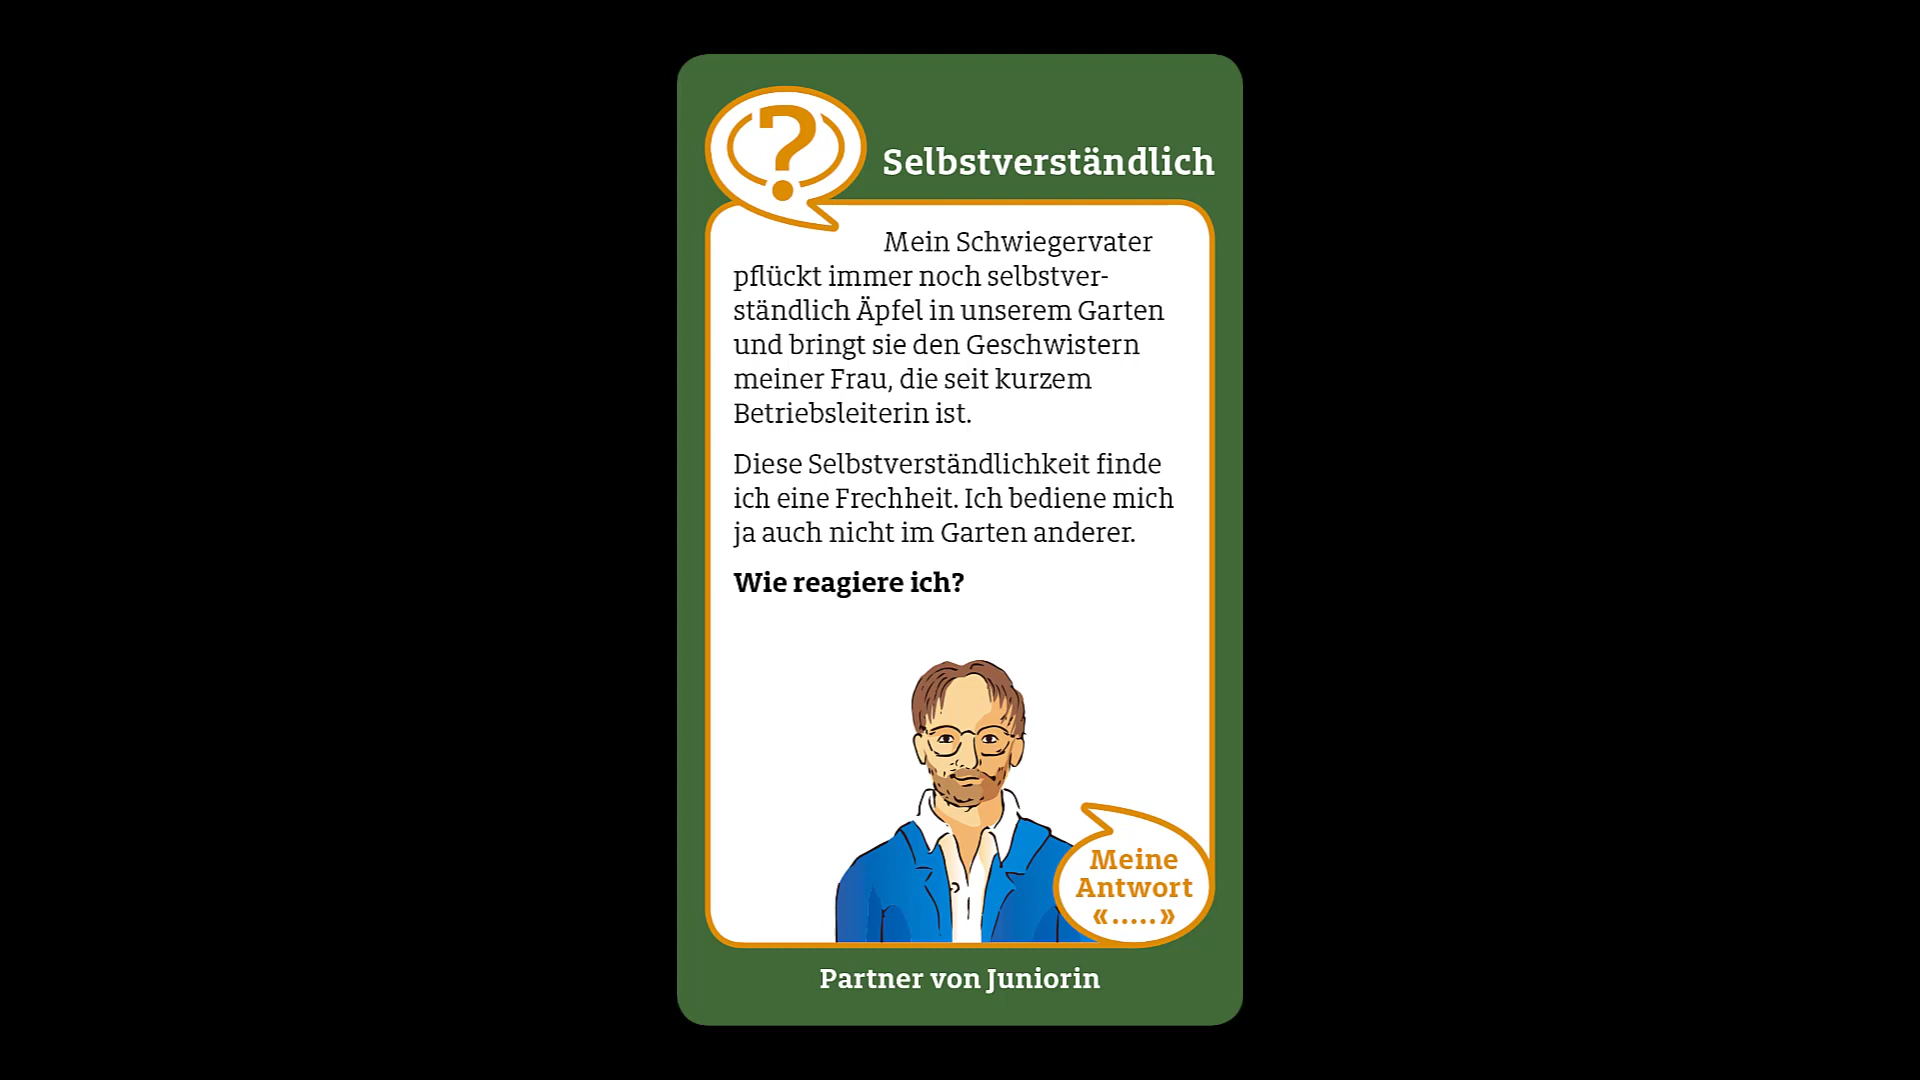 ?
Selbstverständlich
Mein Schwiegervater
pflückt immer noch selbstver-
ständlich Äpfel in unserem Garten
und bringt sie den Geschwistern
meiner Frau, die seit kurzem
Betriebsleiterin ist.
Diese Selbstverständlichkeit finde
ich eine Frechheit. Ich bediene mich
ja auch nicht im Garten anderer.
Wie reagiere ich?
Meine
Antwort
«.....»
Partner von Juniorin